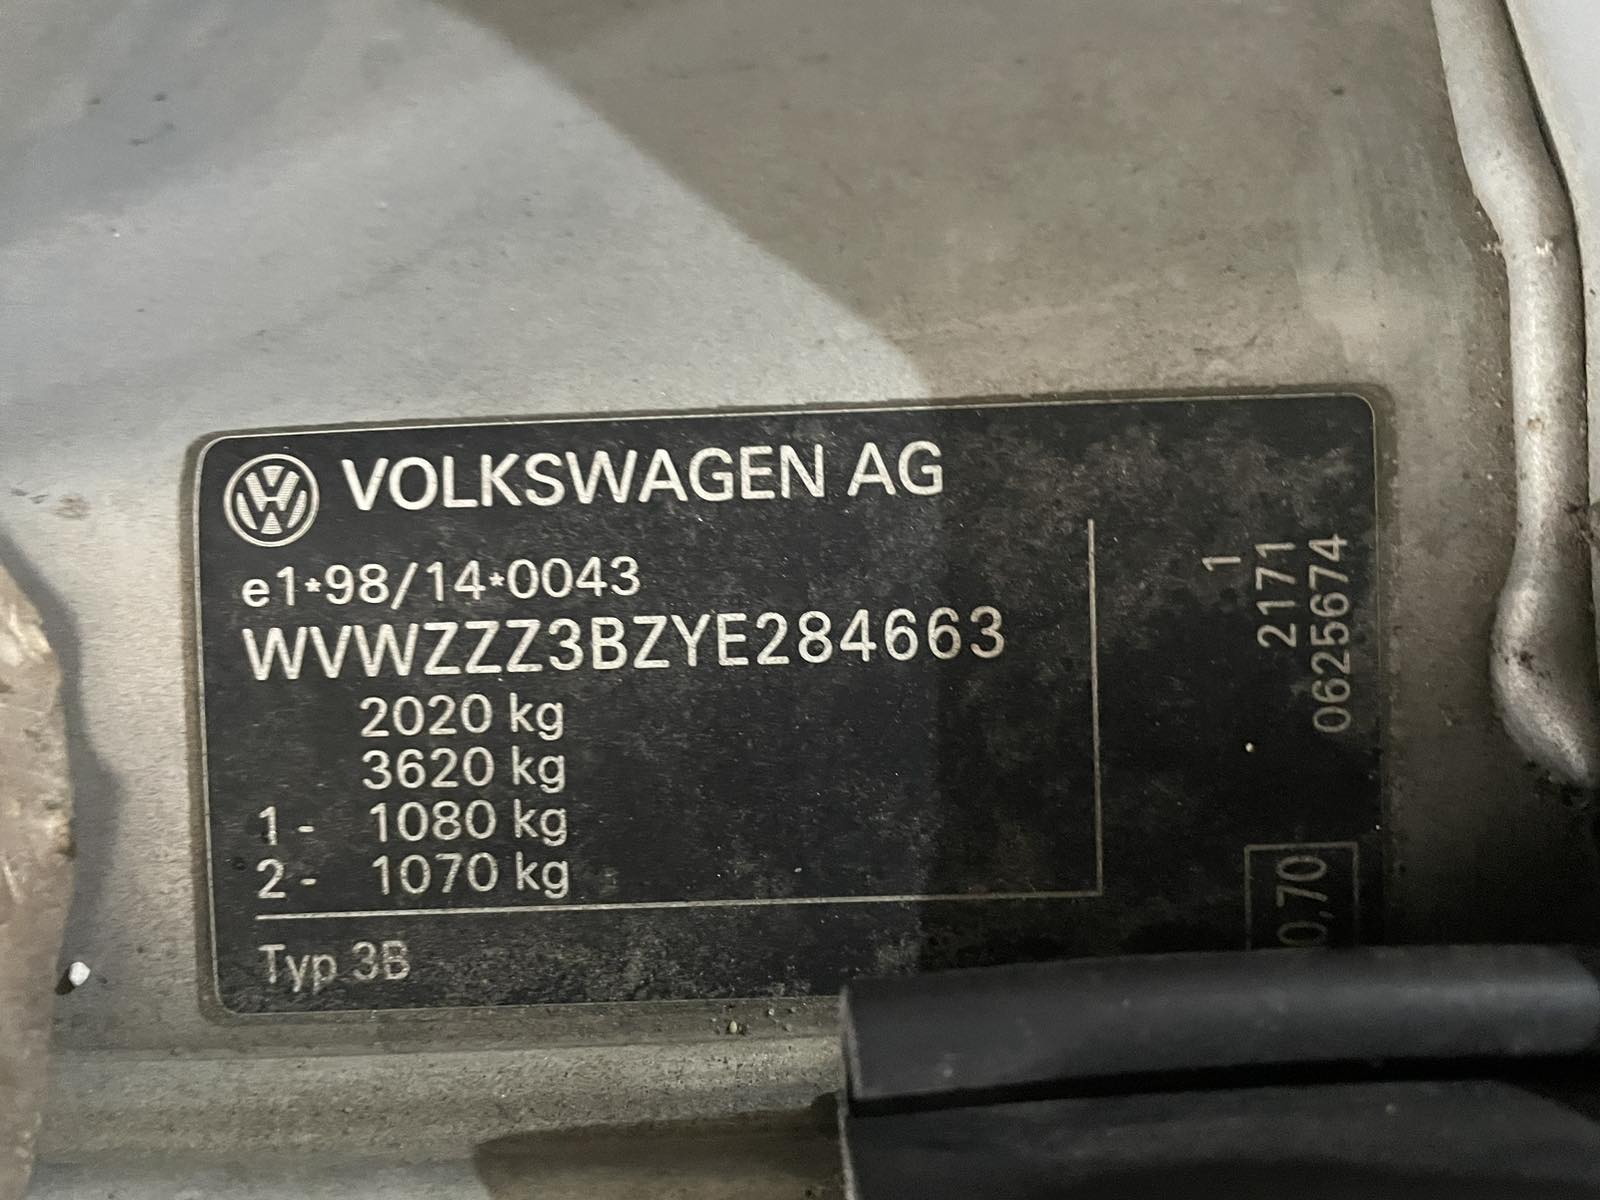 VOLKSWAGEN AG
e1*98/14*0043
WVWZZZ3BZYE284663
2020 kg
3620 kg
1- 1080 kg
2- 1070 kg
Typ 3B
1
2171
0625674
0,70